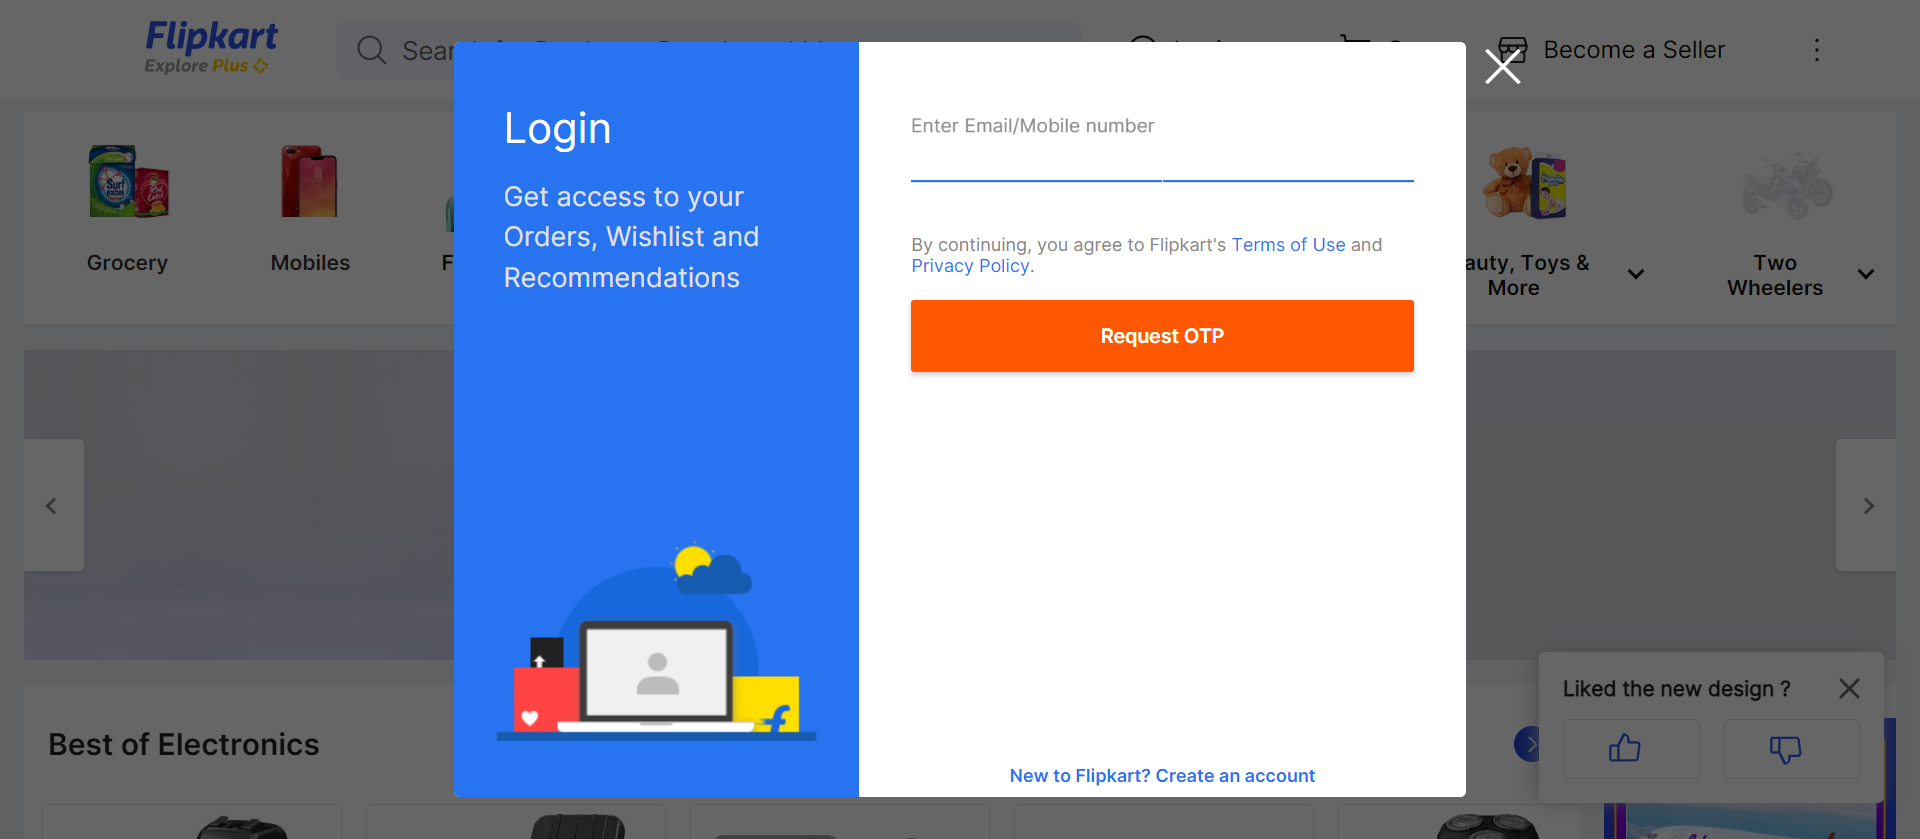 Flipkart
Explore Plus
Become a Seller
Login
Get access to your
Orders, Wishlist and
Recommendations
Enter Email/Mobile number
By continuing, you agree to Flipkart's Terms of Use and
Privacy Policy.
Request OTP
New to Flipkart? Create an account
Grocery
Mobiles
Toys &
More
Two
Wheelers
Best of Electronics
Liked the new design ?